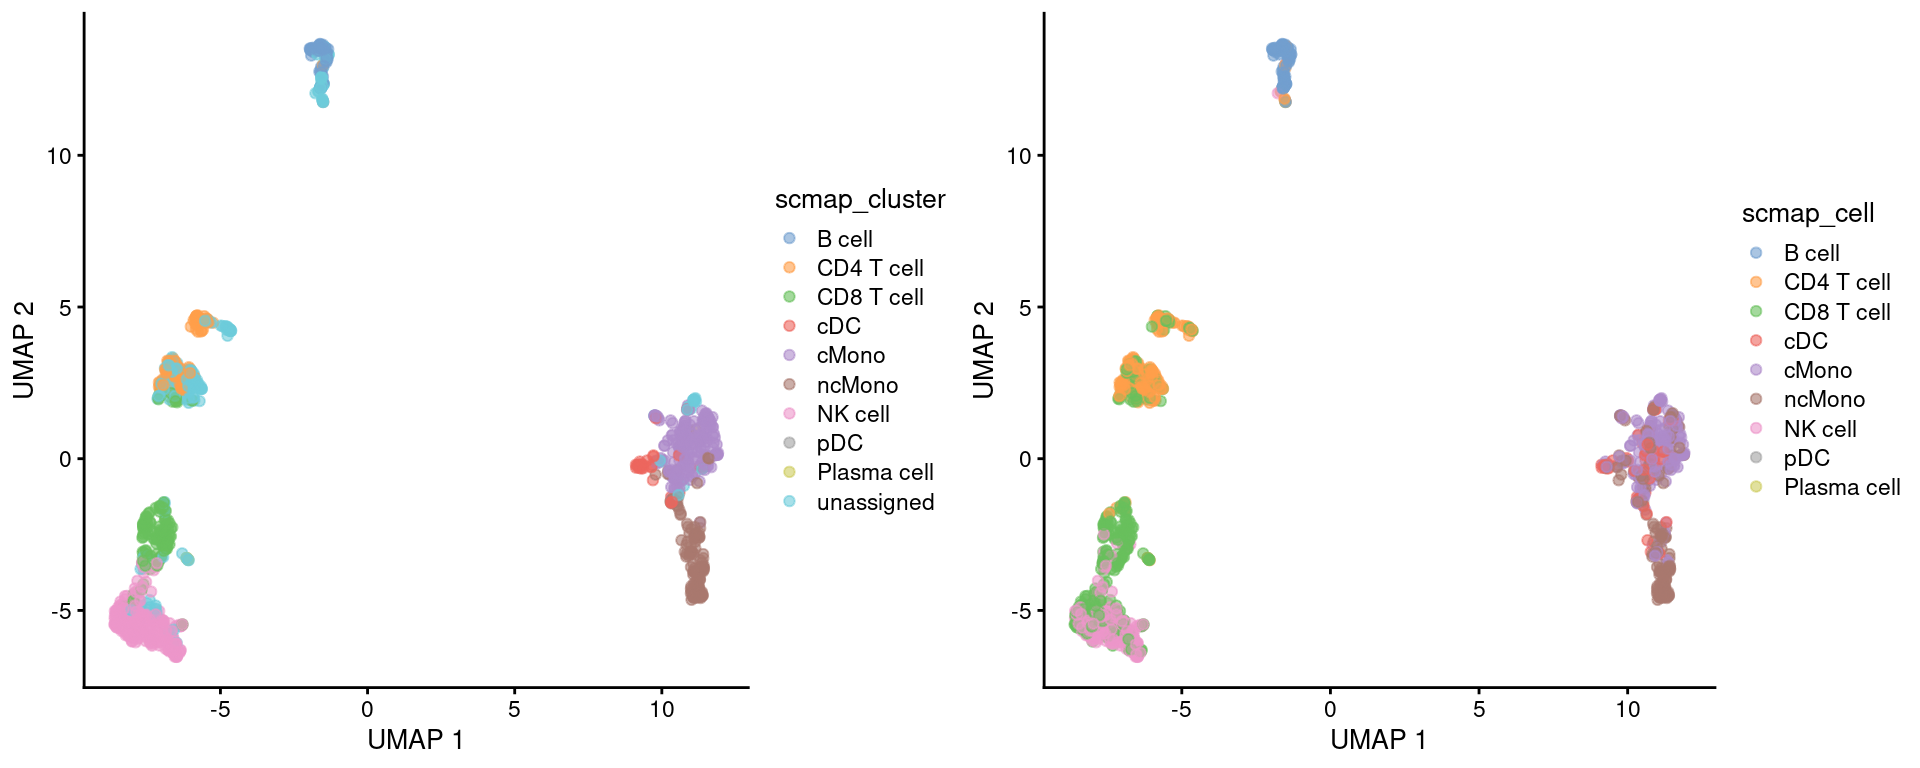 scmap_cluster
B cell
CD4 T cell
CD8 T cell
cDC
cMono
ncMono
NK cell
pDC
Plasma cell
unassigned
10
5
0
-5
UMAP 2
-5
0
5
10
UMAP 1
scmap_cell
B cell
CD4 T cell
CD8 T cell
cDC
cMono
ncMono
NK cell
pDC
Plasma cell
10
5
0
-5
UMAP 2
-5
0
5
10
UMAP 1